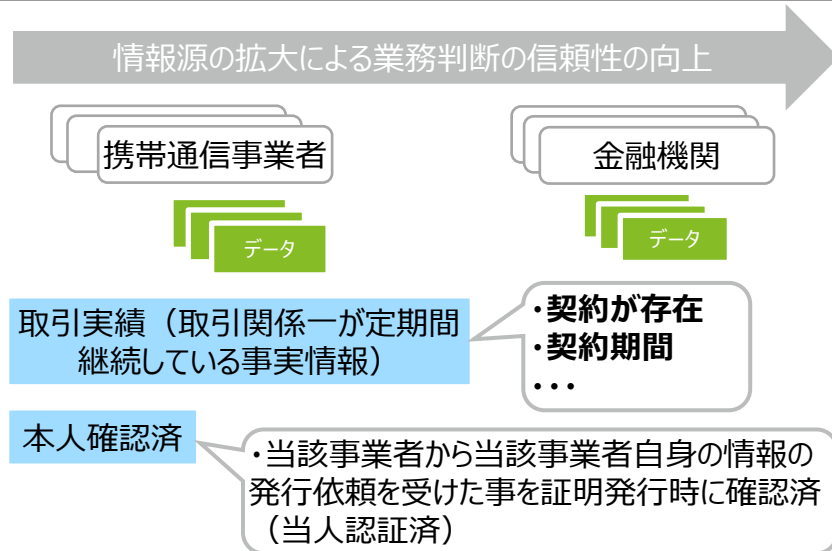 情報源の拡大による業務判断の信頼性の向上
携帯通信事業者
金融機関
データ
データ
取引実績（取引関係一が定期間
継続している事実情報）
・契約が存在
・契約期間
・・・
本人確認済
・当該事業者から当該事業者自身の情報の
発行依頼を受けた事を証明発行時に確認済
（当人認証済）